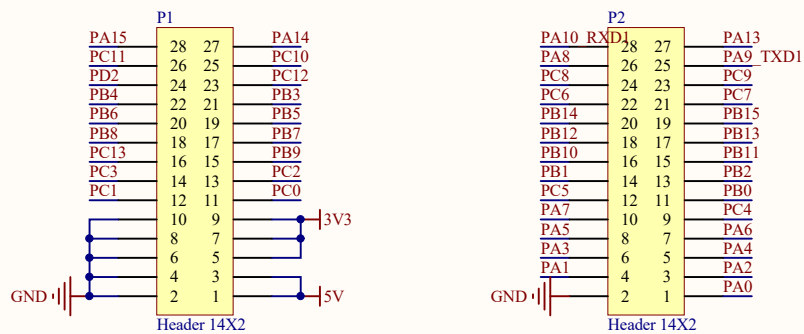 P1 P2
PA15 28 27 PA14 PA10_RXD1 28 27 PA13
PC11 26 25 PC10 PA8 26 25 PA9_TXD1
PD2 24 23 PC12 PC8 24 23 PC9
PB4 22 21 PB3 PC6 22 21 PC7
PB6 20 19 PB5 PB14 20 19 PB15
PB8 18 17 PB7 PB12 18 17 PB13
PC13 16 15 PB9 PB10 16 15 PB11
PC3 14 13 PC2 PB1 14 13 PB2
PC1 12 11 PC0 PC5 12 11 PB0
10 9 3V3 PA7 10 9 PC4
8 7 PA5 8 7 PA6
6 5 PA3 6 5 PA4
4 3 PA1 4 3 PA2
GND 2 1 5V GND 2 1 PA0
Header 14X2 Header 14X2